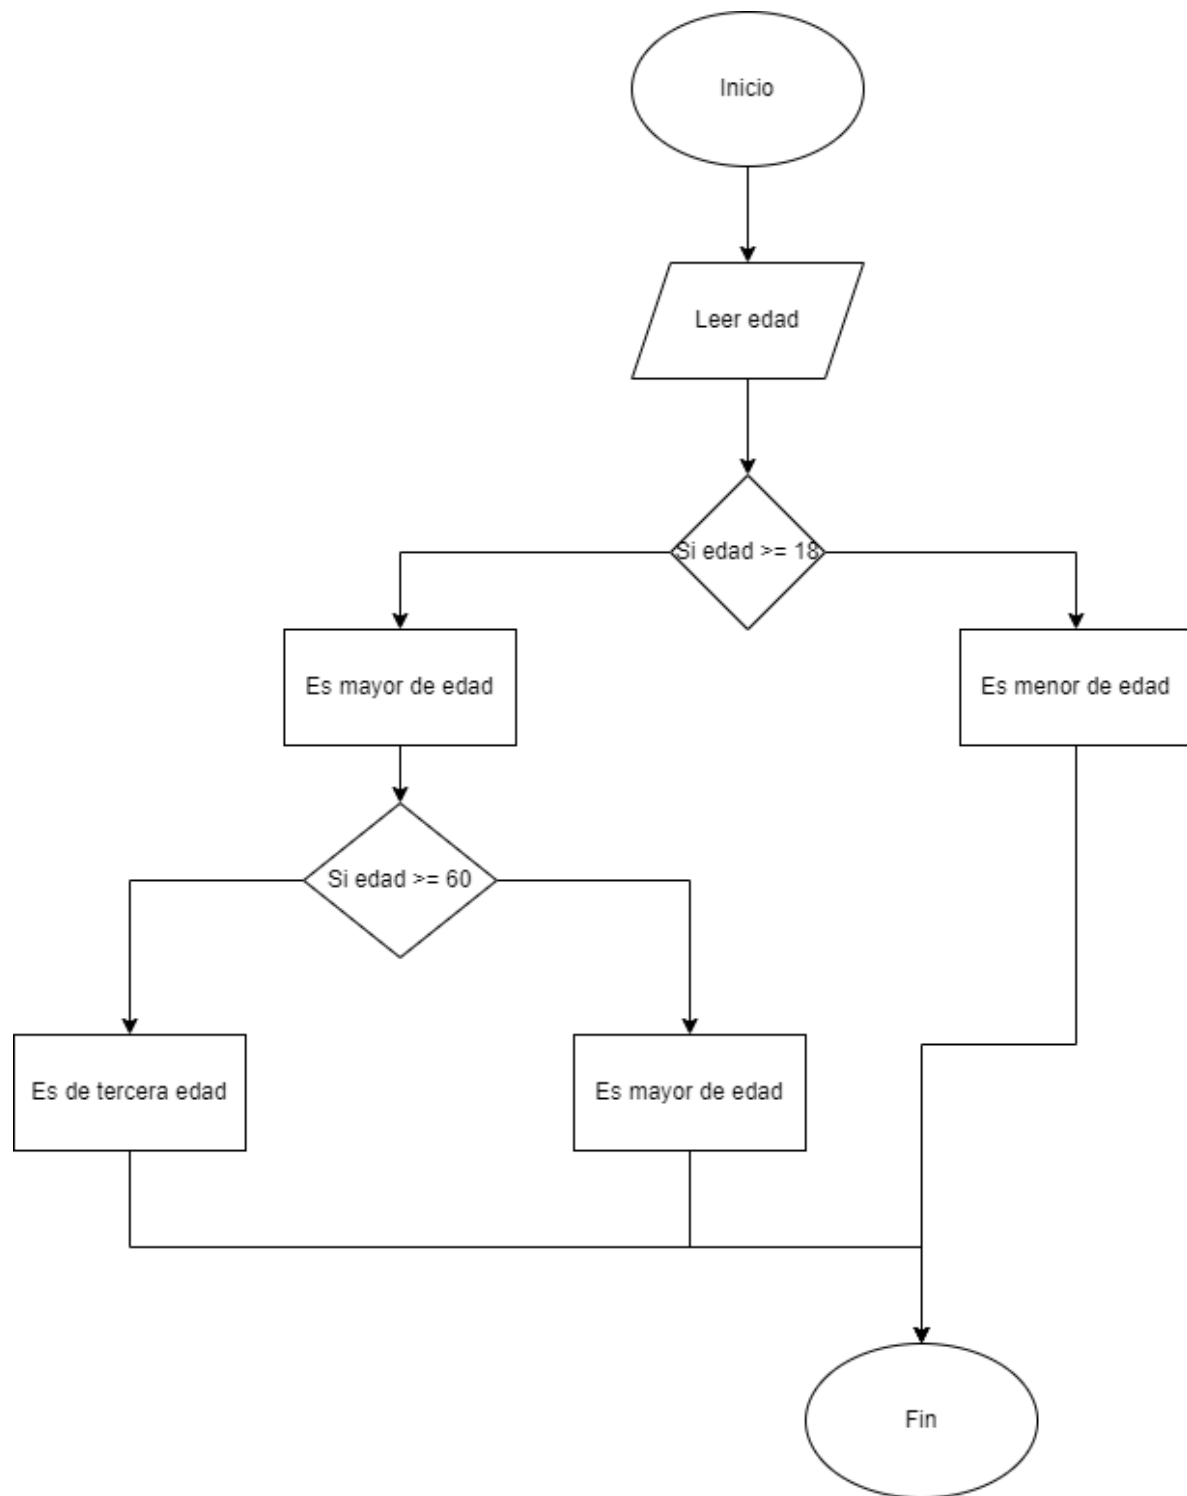 Inicio
Leer edad
Si edad >= 18
Es mayor de edad
Es menor de edad
Si edad >= 60
Es de tercera edad
Es mayor de edad
Fin